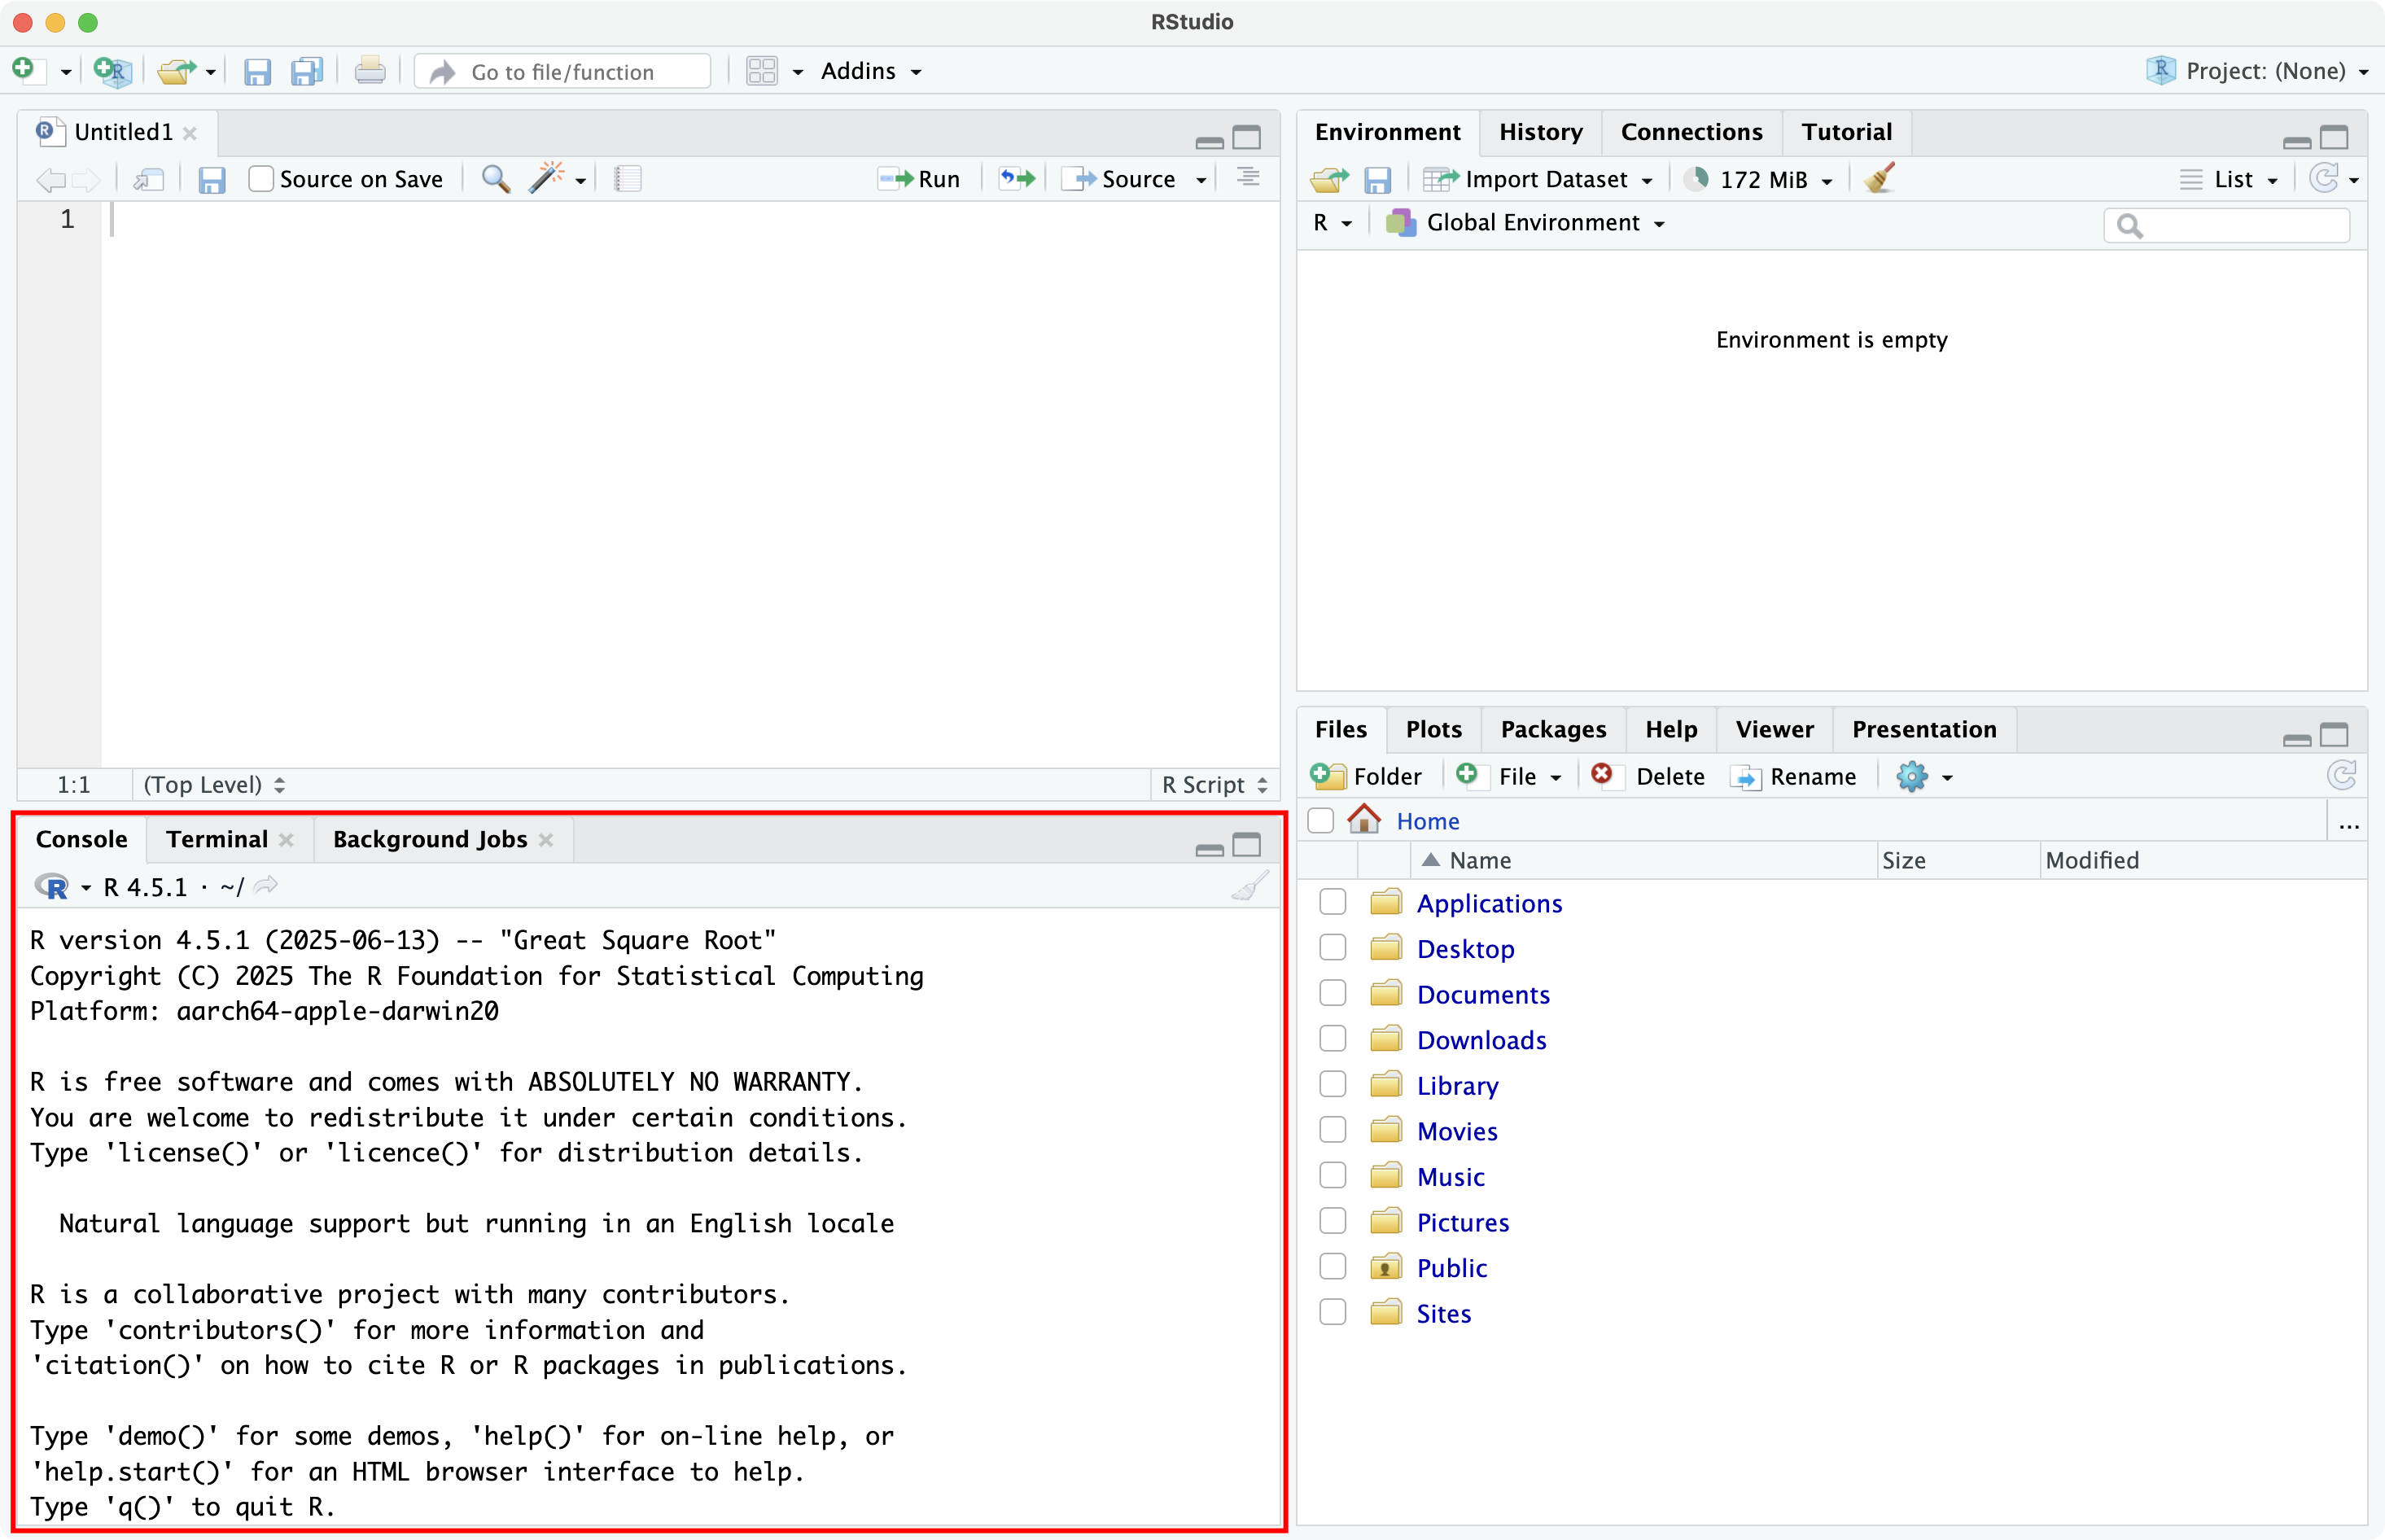 RStudio
Go to file/function Addins Project: (None)
Untitled1
Source on Save Run Source
1
1:1 (Top Level) R Script
Console Terminal Background Jobs
R 4.5.1 · ~/
R version 4.5.1 (2025-06-13) -- "Great Square Root"
Copyright (C) 2025 The R Foundation for Statistical Computing
Platform: aarch64-apple-darwin20
R is free software and comes with ABSOLUTELY NO WARRANTY.
You are welcome to redistribute it under certain conditions.
Type 'license()' or 'licence()' for distribution details.
Natural language support but running in an English locale
R is a collaborative project with many contributors.
Type 'contributors()' for more information and
'citation()' on how to cite R or R packages in publications.
Type 'demo()' for some demos, 'help()' for on-line help, or
'help.start()' for an HTML browser interface to help.
Type 'q()' to quit R.
Environment History Connections Tutorial
Import Dataset 172 MiB List
R Global Environment
Environment is empty
Files Plots Packages Help Viewer Presentation
Folder File Delete Rename
Home ...
Name Size Modified
Applications
Desktop
Documents
Downloads
Library
Movies
Music
Pictures
Public
Sites